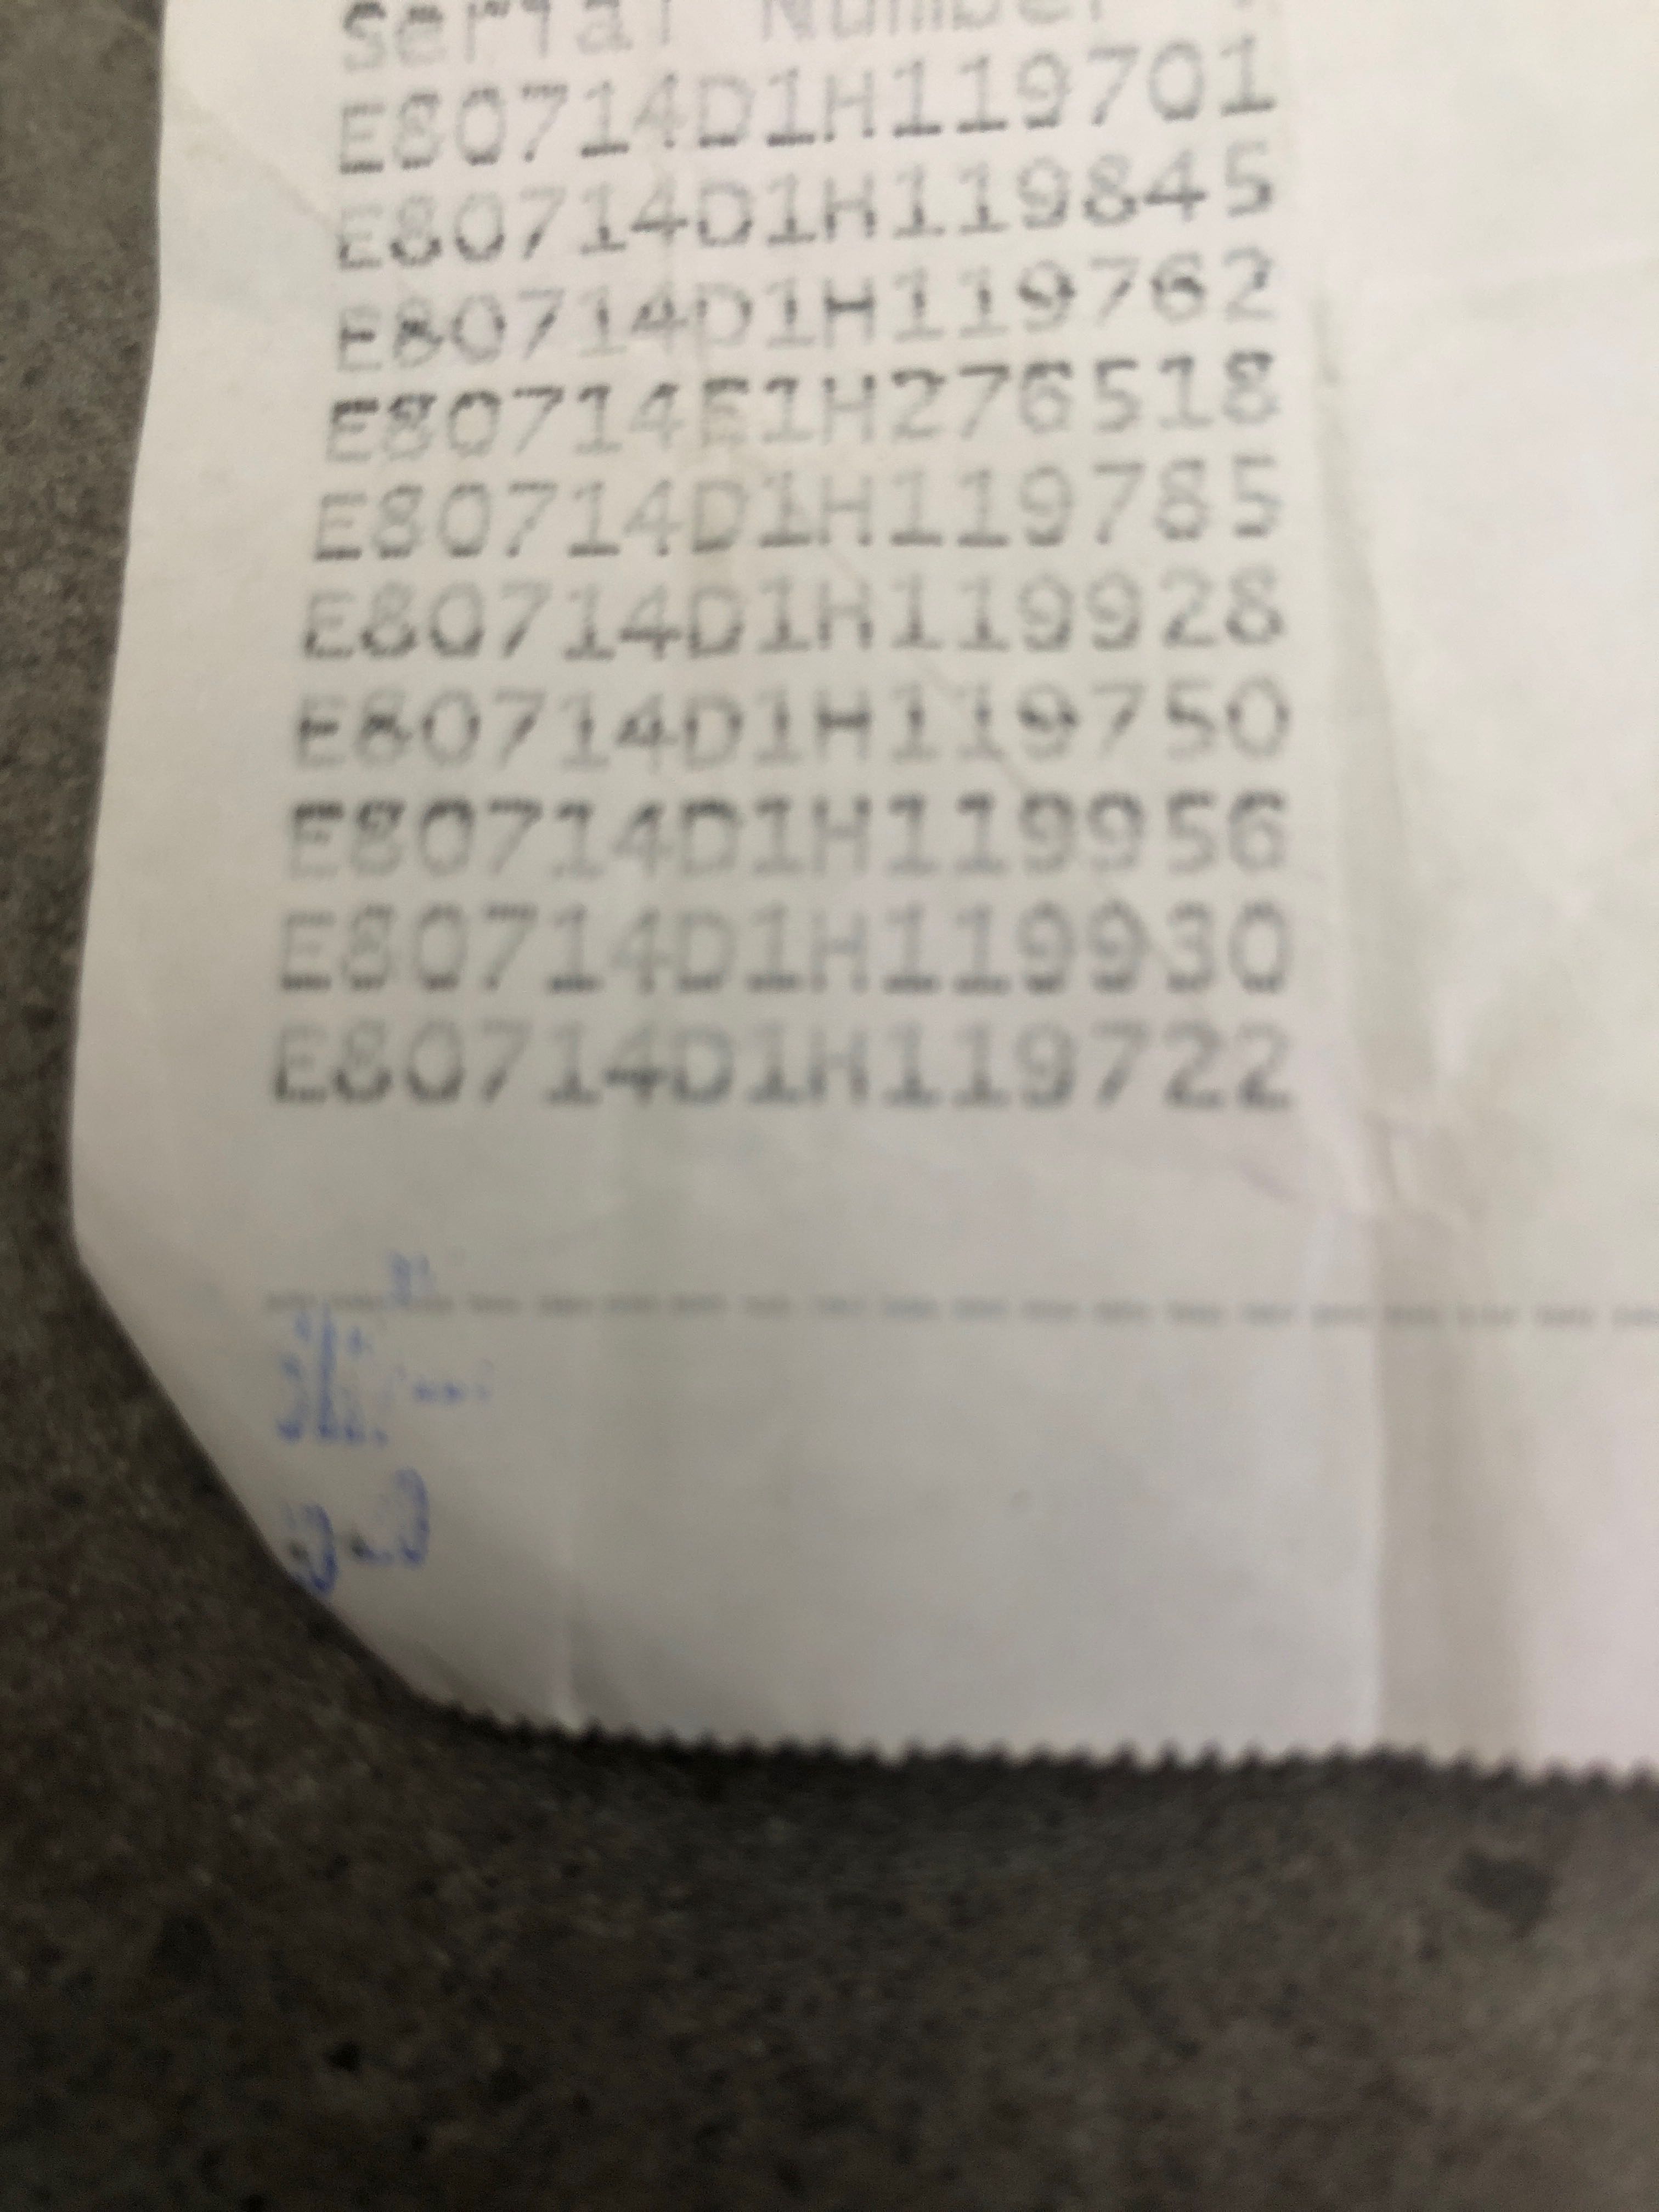 Serial Number
E80714D1H119701
E80714D1H119845
E80714D1H119762
E80714E1H276518
E80714D1H119785
E80714D1H119928
E80714D1H119750
E80714D1H119956
E80714D1H119930
E80714D1H119722